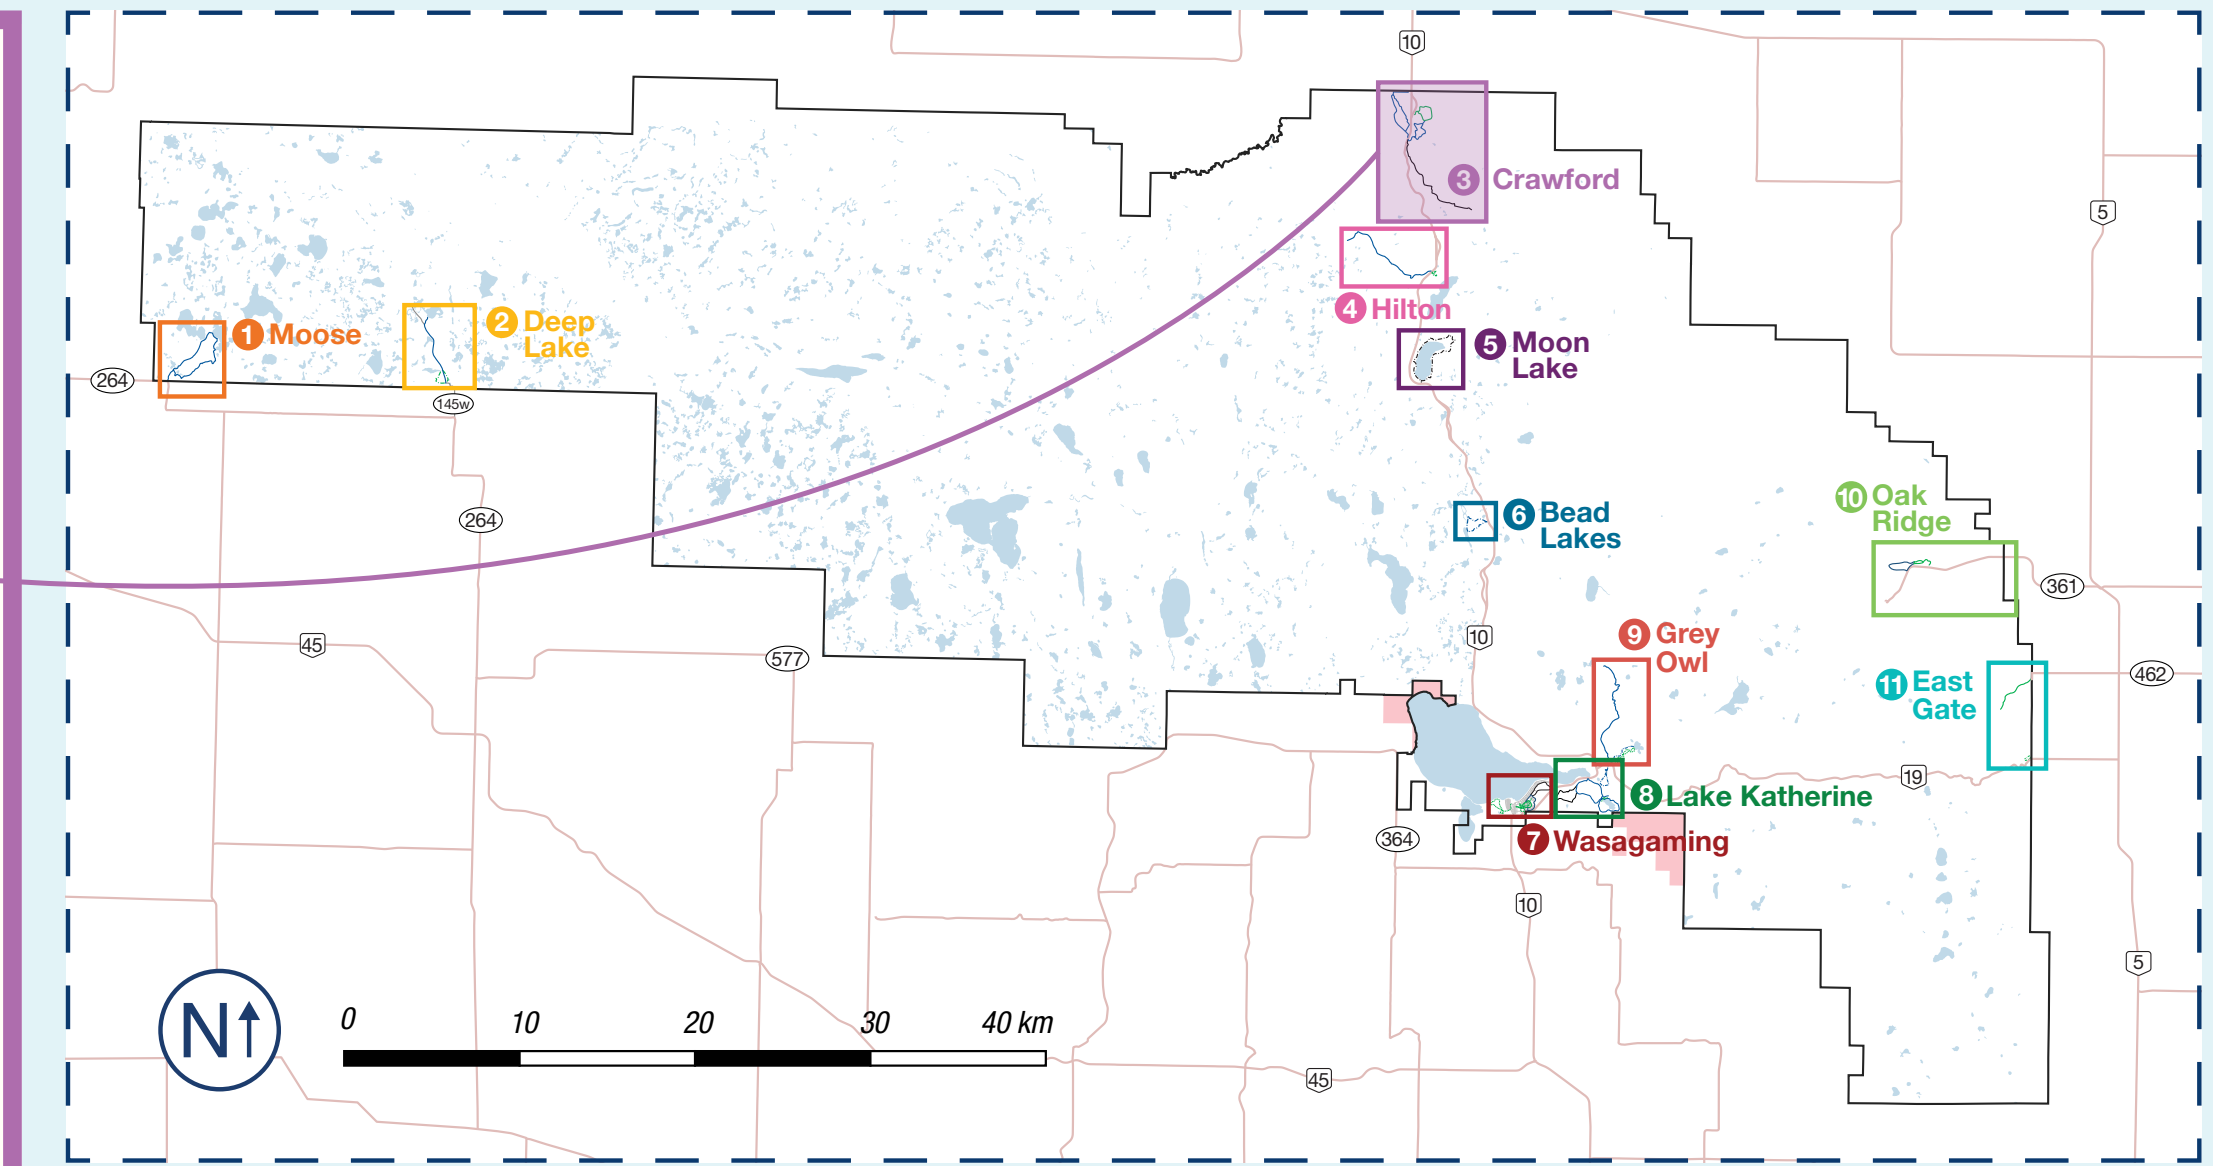 10
3 Crawford
5
4 Hilton
1 Moose
2 Deep
Lake
5 Moon
Lake
264
145w
264
6 Bead
Lakes
10 Oak
Ridge
361
45
577
10
9 Grey
Owl
462
11 East
Gate
19
8 Lake Katherine
7 Wasagaming
364
10
5
N
0 10 20 30 40 km
45